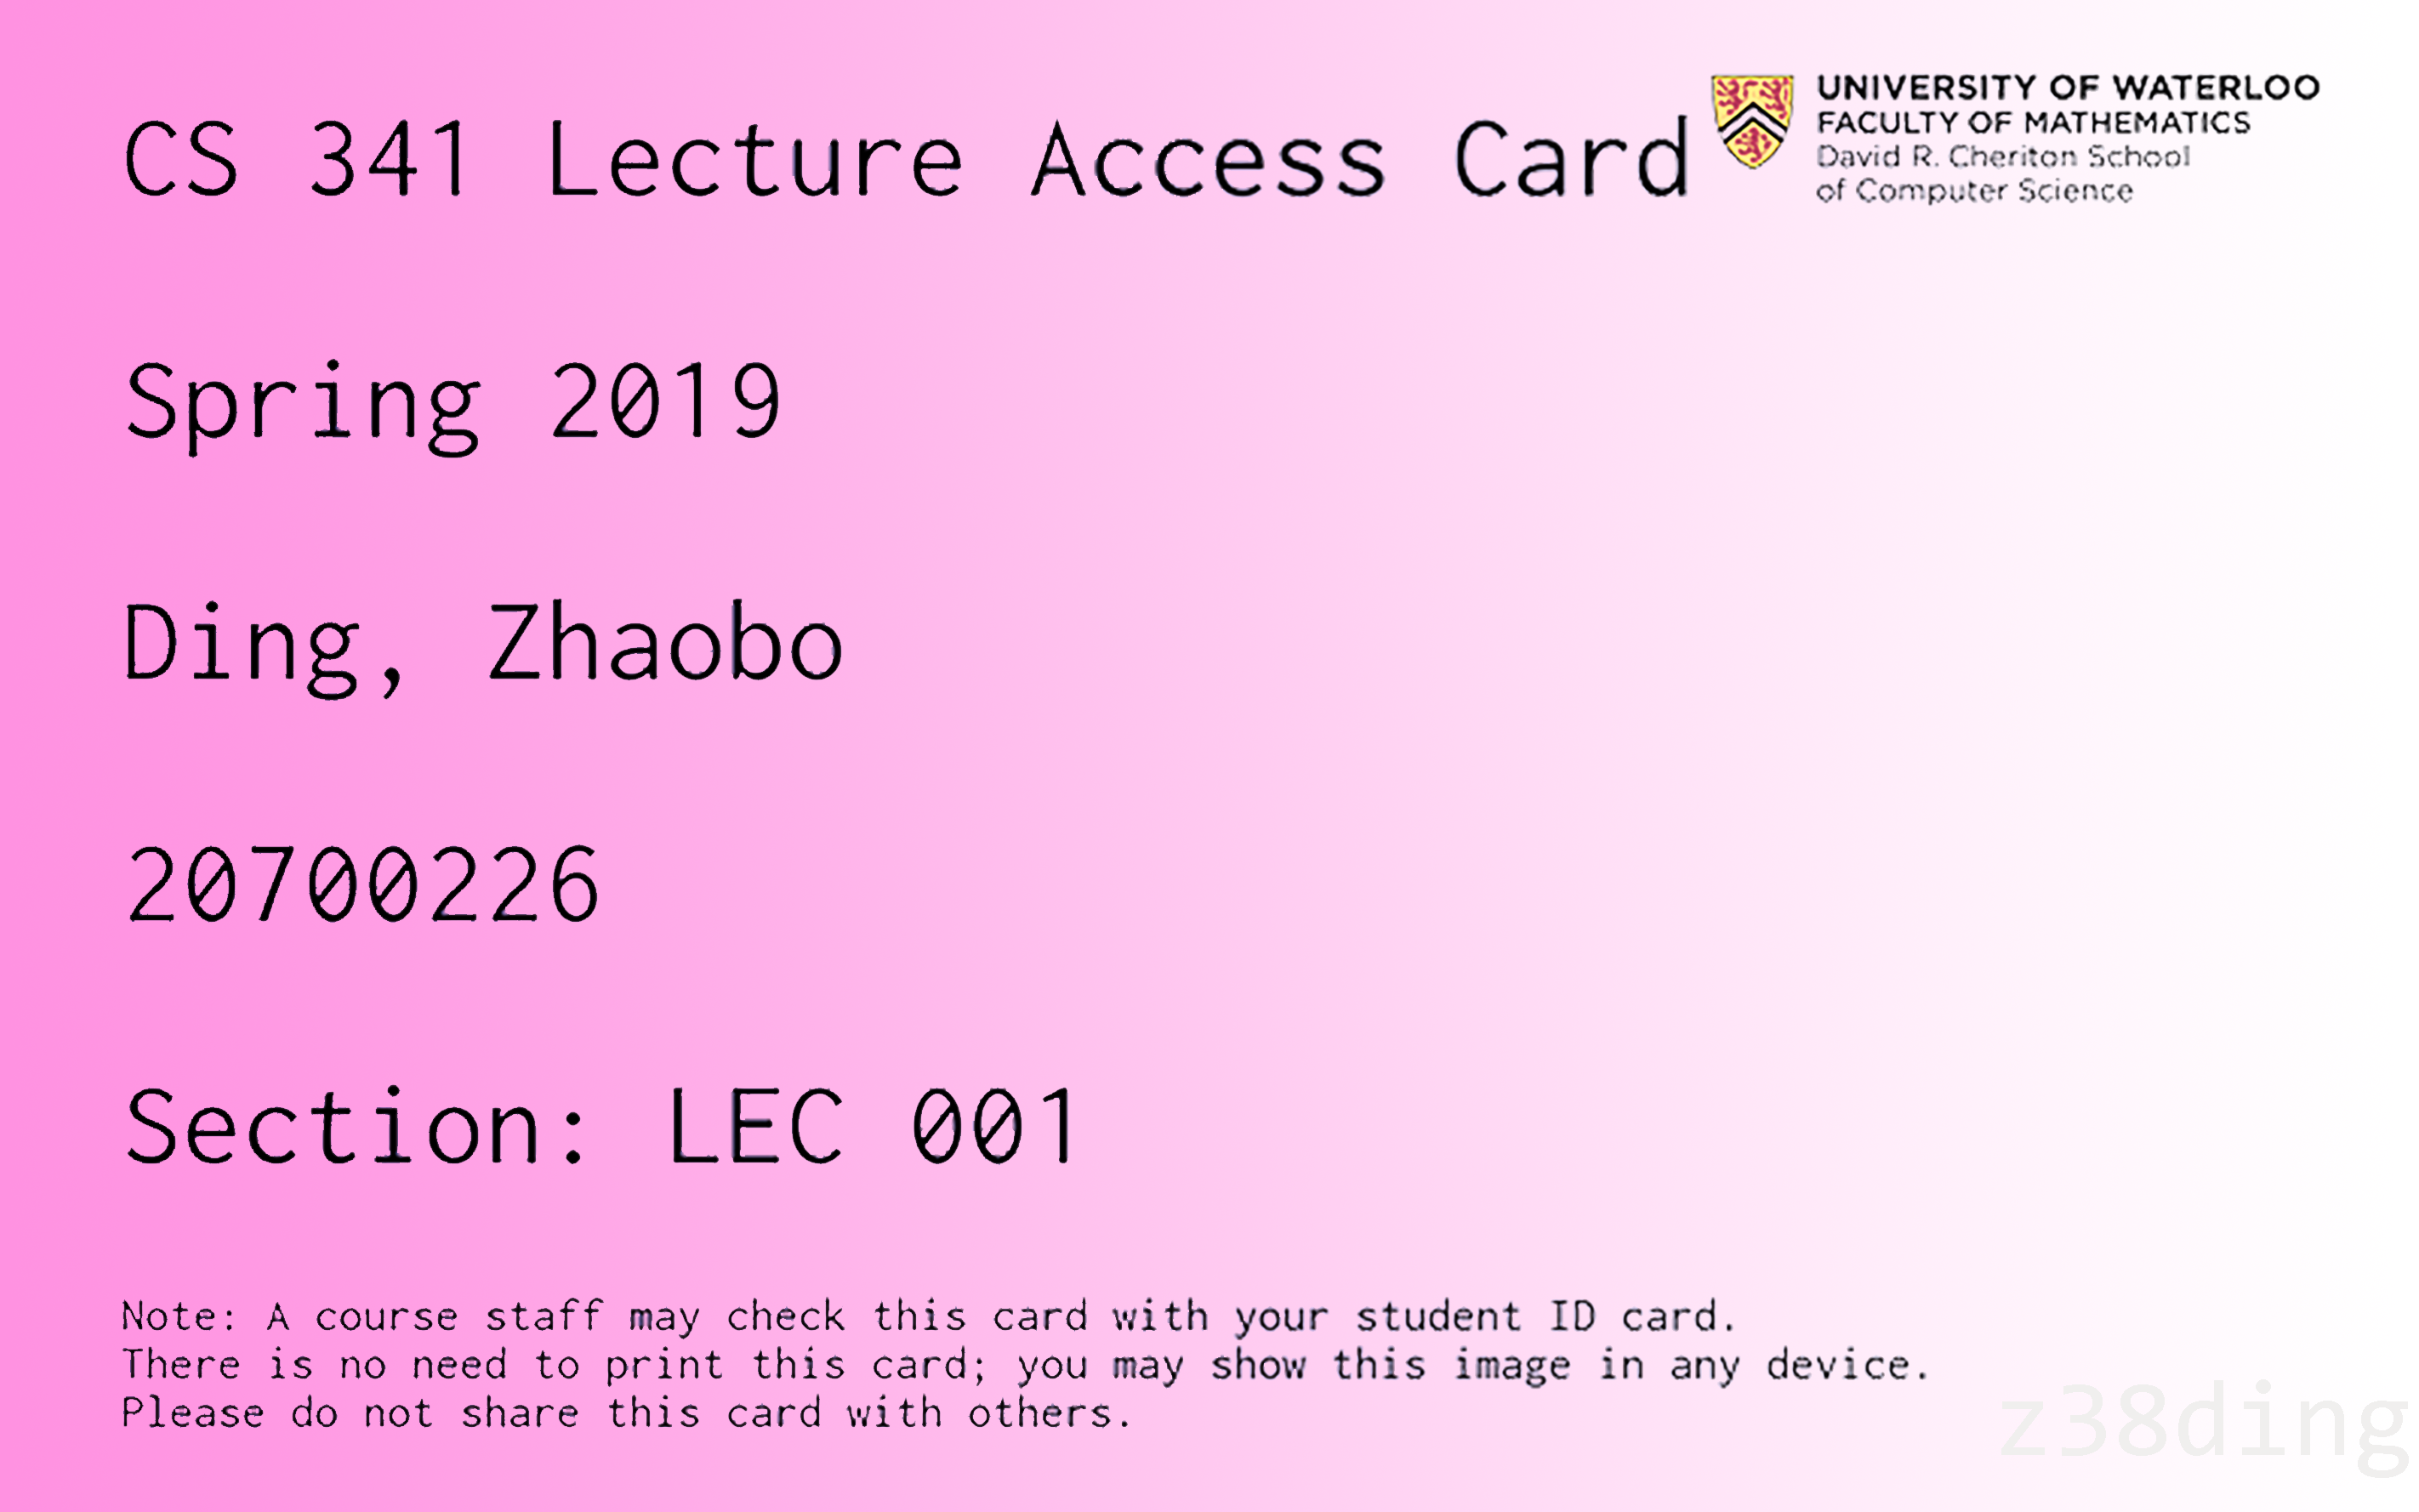 CS 341 Lecture Access Card
UNIVERSITY OF WATERLOO
FACULTY OF MATHEMATICS
David R. Cheriton School
of Computer Science
Spring 2019
Ding, Zhaobo
20700226
Section: LEC 001
Note: A course staff may check this card with your student ID card.
There is no need to print this card; you may show this image in any device.
Please do not share this card with others.
z38ding